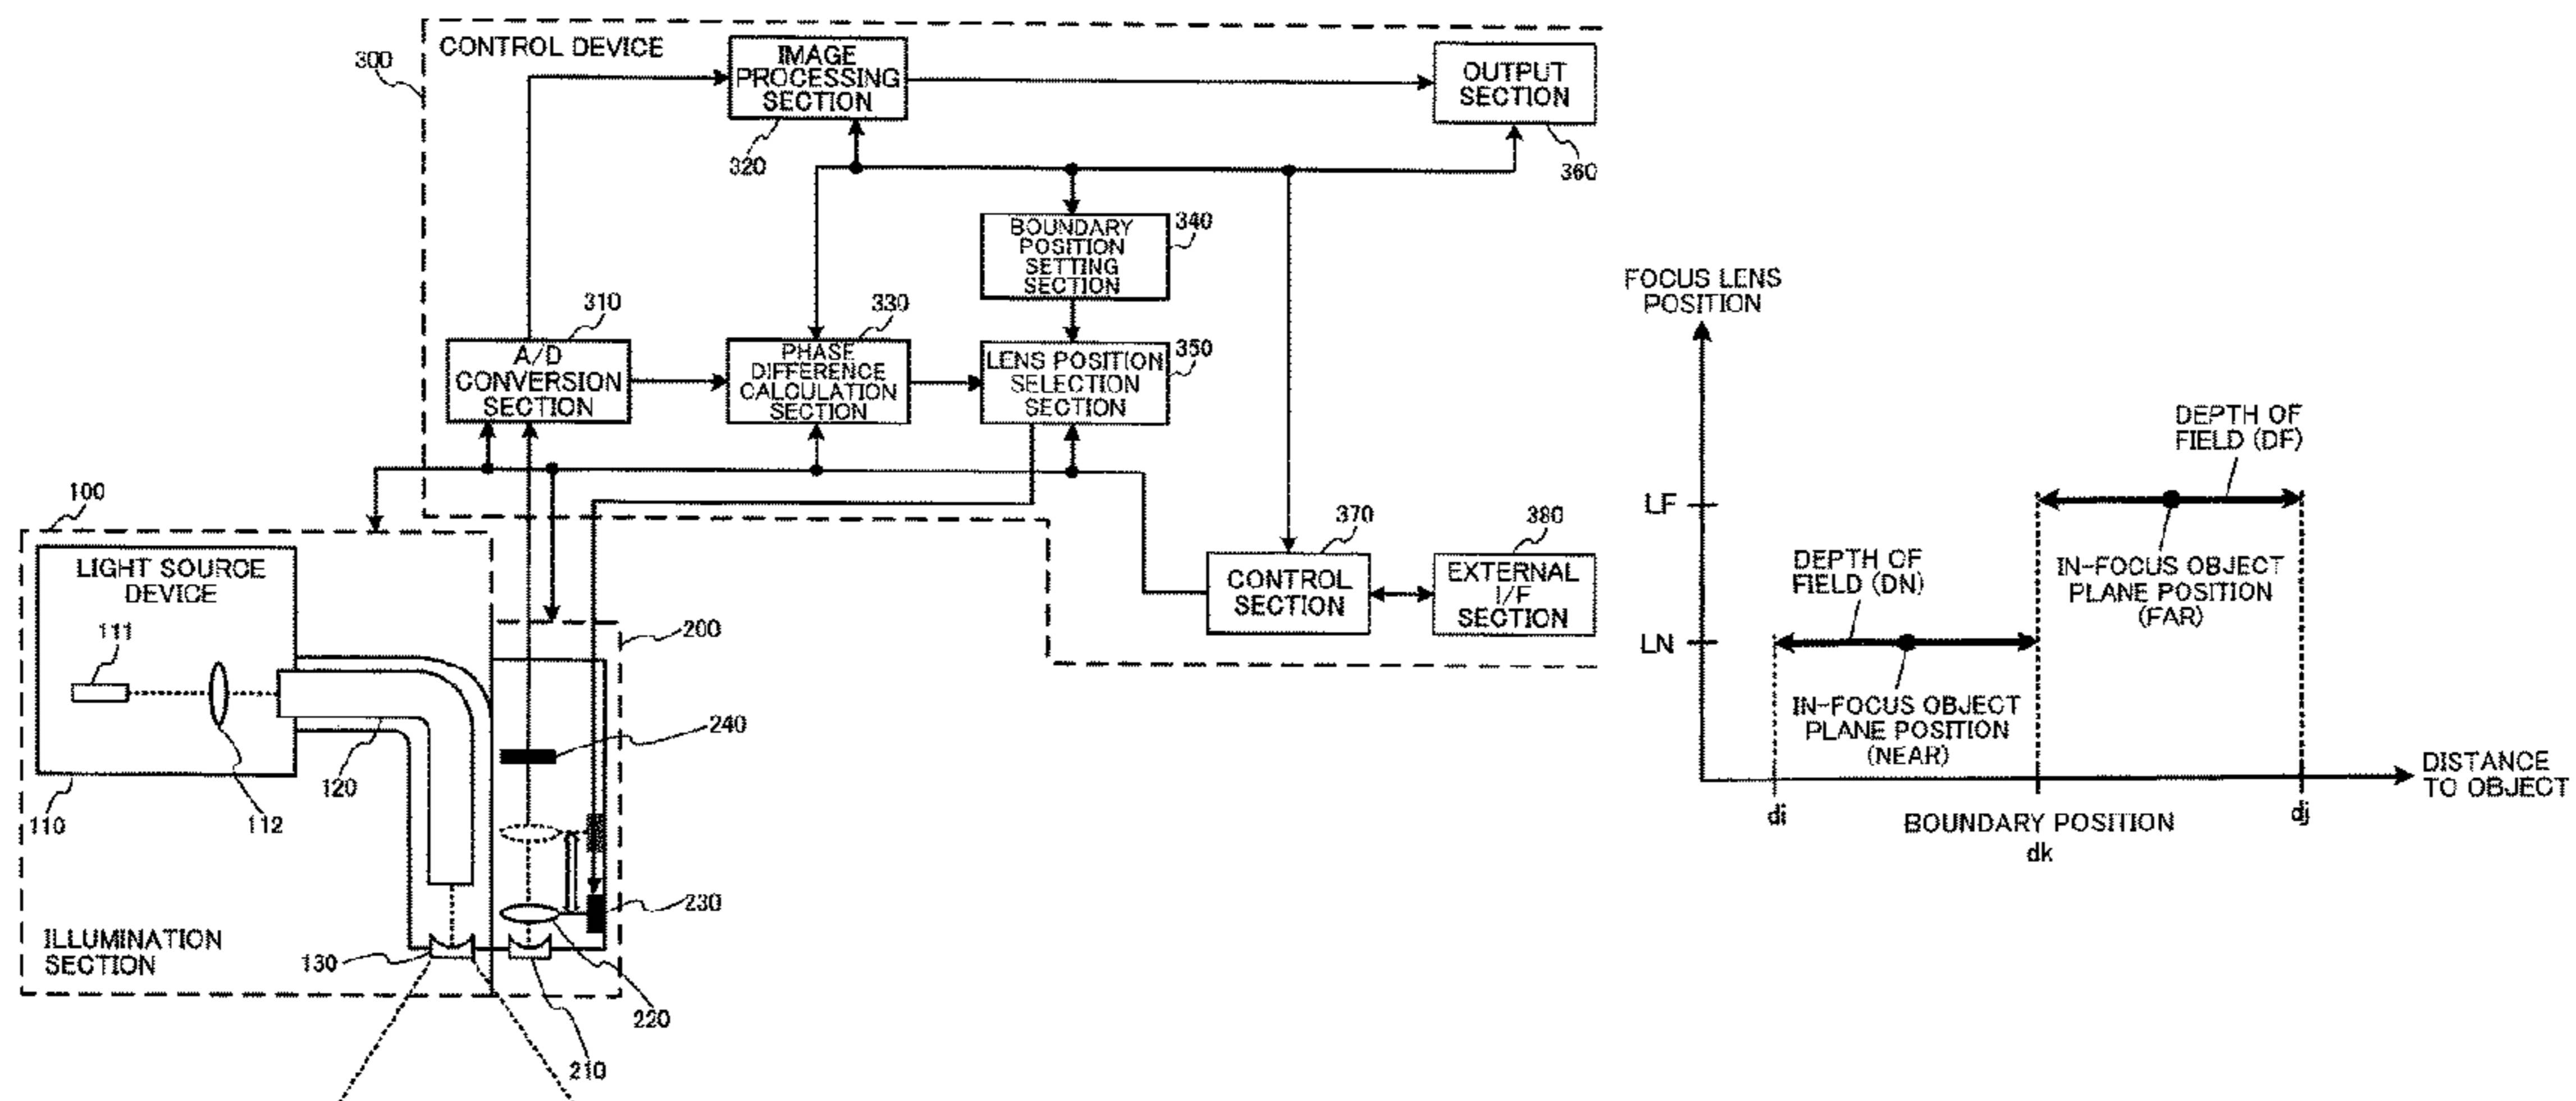 CONTROL DEVICE
300
IMAGE
PROCESSING
SECTION
320
OUTPUT
SECTION
360
BOUNDARY
POSITION
SETTING
SECTION
340
310
A/D
CONVERSION
SECTION
330
PHASE
DIFFERENCE
CALCULATION
SECTION
LENS POSITION
SELECTION
SECTION
350
100
LIGHT SOURCE
DEVICE
111
112
110
120
ILLUMINATION
SECTION
130
200
240
230
220
210
370
CONTROL
SECTION
380
EXTERNAL
I/F
SECTION
FOCUS LENS
POSITION
LF
LN
DEPTH OF
FIELD (DF)
IN-FOCUS OBJECT
PLANE POSITION
(FAR)
DEPTH OF
FIELD (DN)
IN-FOCUS OBJECT
PLANE POSITION
(NEAR)
DISTANCE
TO OBJECT
di
BOUNDARY POSITION
dk
dj